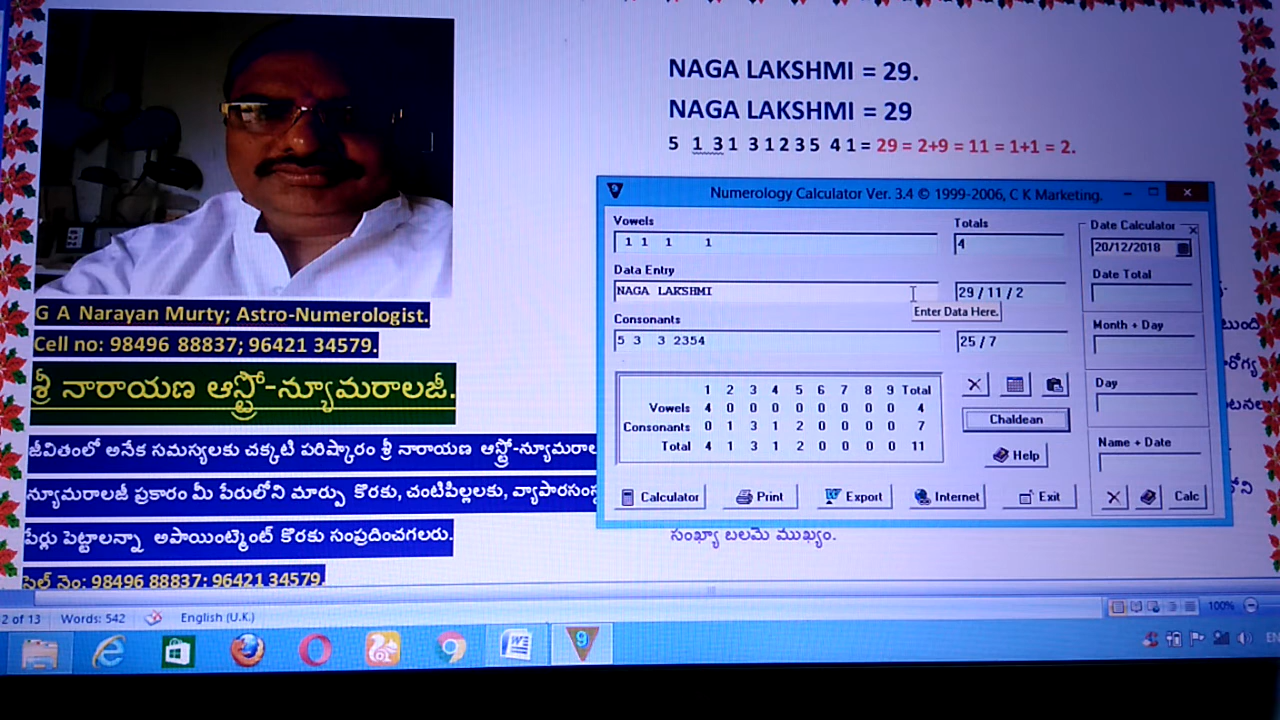 NAGA LAKSHMI = 29.
NAGA LAKSHMI = 29
5 1 3 1 3 1 2 3 5 4 1 = 29 = 2+9 = 11 = 1+1 = 2.
G A Narayan Murty; Astro-Numerologist.
Cell no: 98496 88837; 96421 34579.
శ్రీ నారాయణ ఆస్ట్రో-న్యూమరాలజీ.
జీవితంలో అనేక సమస్యలకు చక్కటి పరిష్కారం శ్రీ నారాయణ ఆస్ట్రో-న్యూమరాల
న్యూమరాలజీ ప్రకారం మీ పేరులోని మార్పు కొరకు, చంటిపిల్లలకు, వ్యాపారసంస్థ
పేర్లు పెట్టాలన్నా అపాయింట్మెంట్ కొరకు సంప్రదించగలరు.
సెల్ నెం: 98496 88837; 96421 34579.
Numerology Calculator Ver. 3.4 © 1999-2006, C K Marketing.
Vowels
1 1 1 1
Totals
4
Data Entry
NAGA LAKSHMI
29 / 11 / 2
Enter Data Here.
Consonants
5 3 3 2354
25 / 7
1 2 3 4 5 6 7 8 9 Total
Vowels 4 0 0 0 0 0 0 0 0 4
Consonants 0 1 3 1 2 0 0 0 0 7
Total 4 1 3 1 2 0 0 0 0 11
Chaldean
Help
Calculator Print Export Internet Exit
Date Calculator
20/12/2018
Date Total
Month + Day
Day
Name + Date
Calc
సంఖ్యా బలమె ముఖ్యం.
2 of 13 Words: 542 English (U.K.) 100%
9